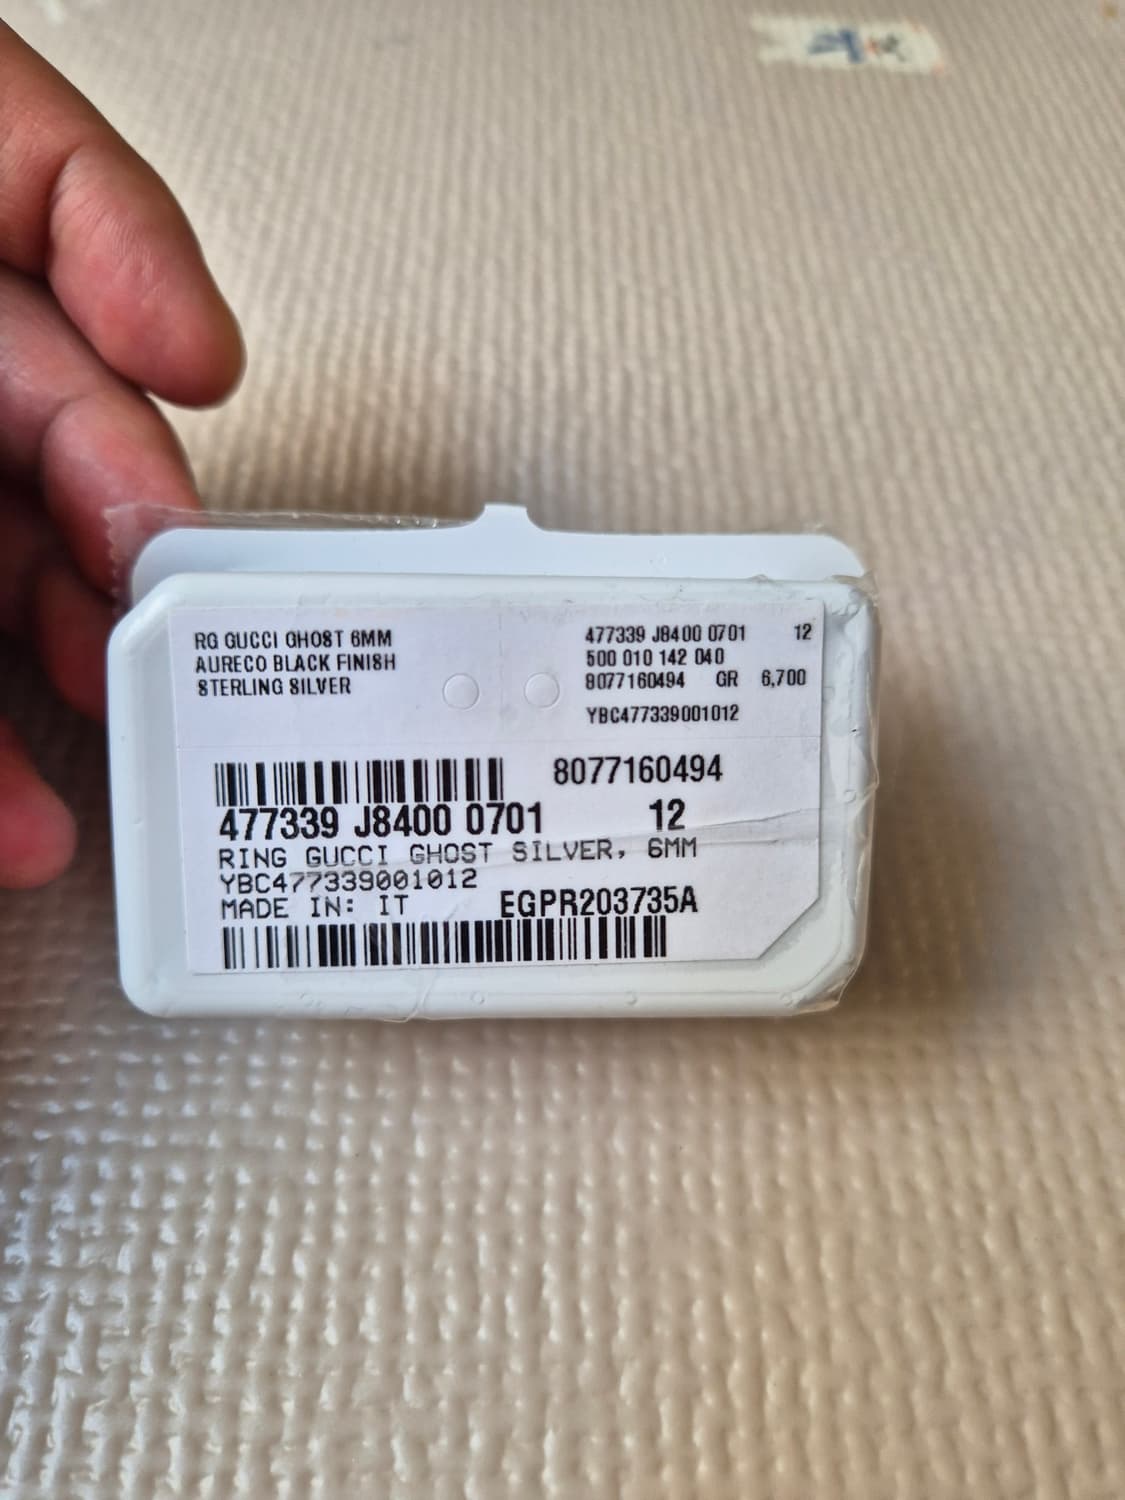 RG GUCCI GHOST 6MM
AURECO BLACK FINISH
STERLING SILVER
477339 J8400 0701 12
500 010 142 040
8077160494 GR 6,700
YBC477339001012
8077160494
477339 J8400 0701 12
RING GUCCI GHOST SILVER, 6MM
YBC477339001012
MADE IN: IT EGPR203735A